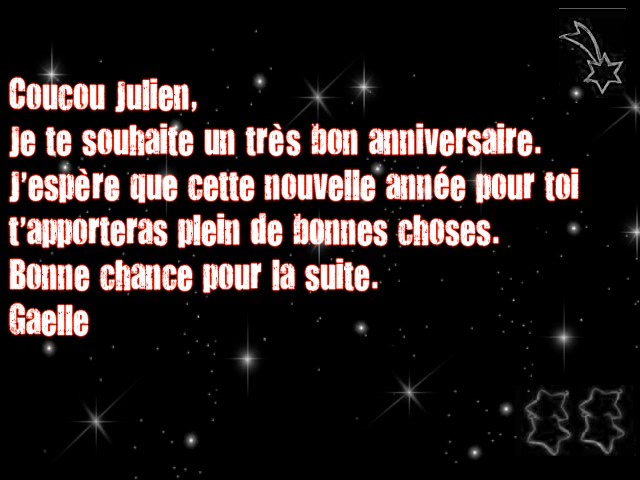 Coucou Julien,
Je te souhaite un très bon anniversaire.
J'espère que cette nouvelle année pour toi
t'apporteras plein de bonnes choses.
Bonne chance pour la suite.
Gaelle